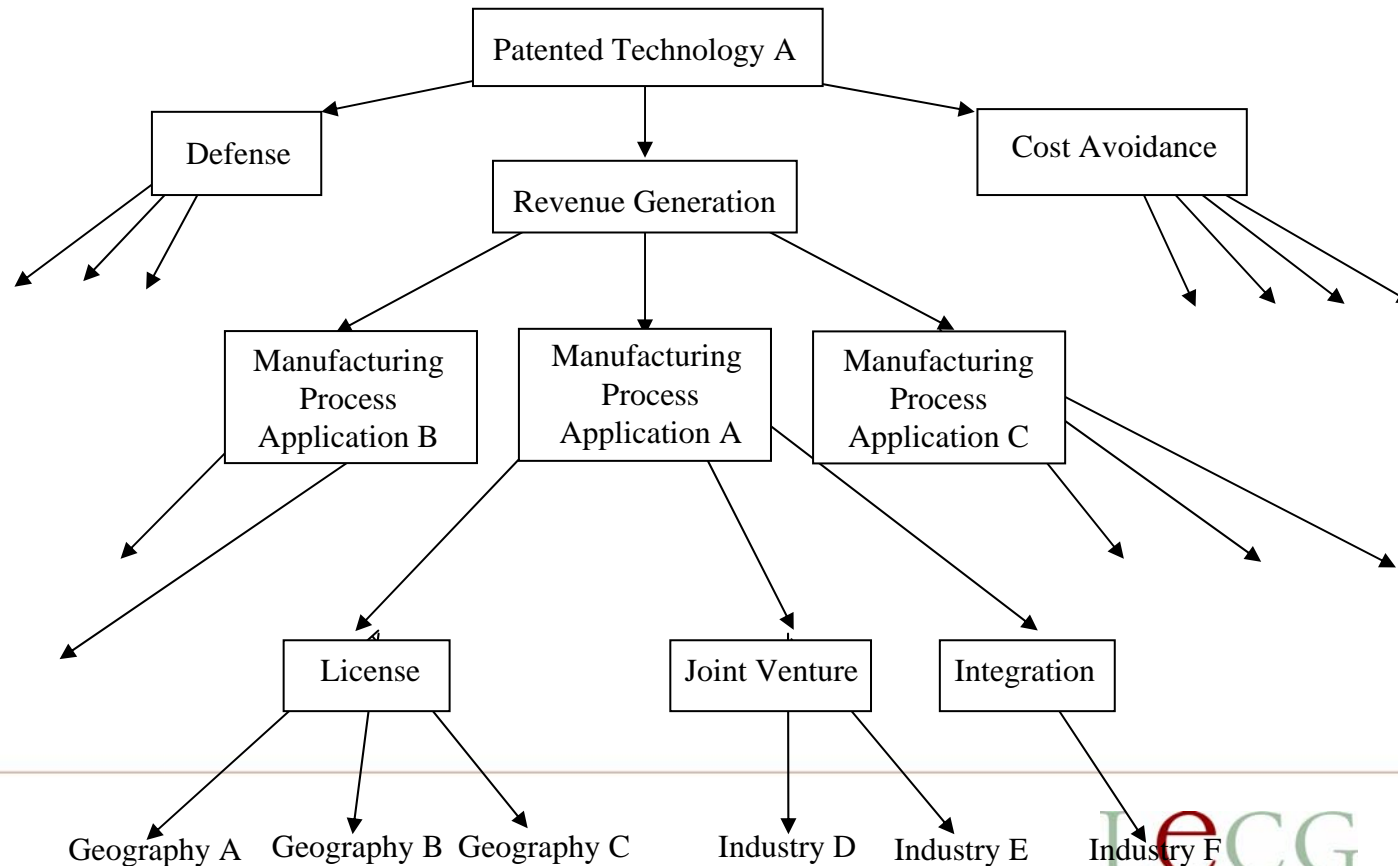 Patented Technology A
Defense
Cost Avoidance
Revenue Generation
Manufacturing
Process
Application B
Manufacturing
Process
Application A
Manufacturing
Process
Application C
License
Joint Venture
Integration
Geography A
Geography B
Geography C
Industry D
Industry E
Industry F
LeCG